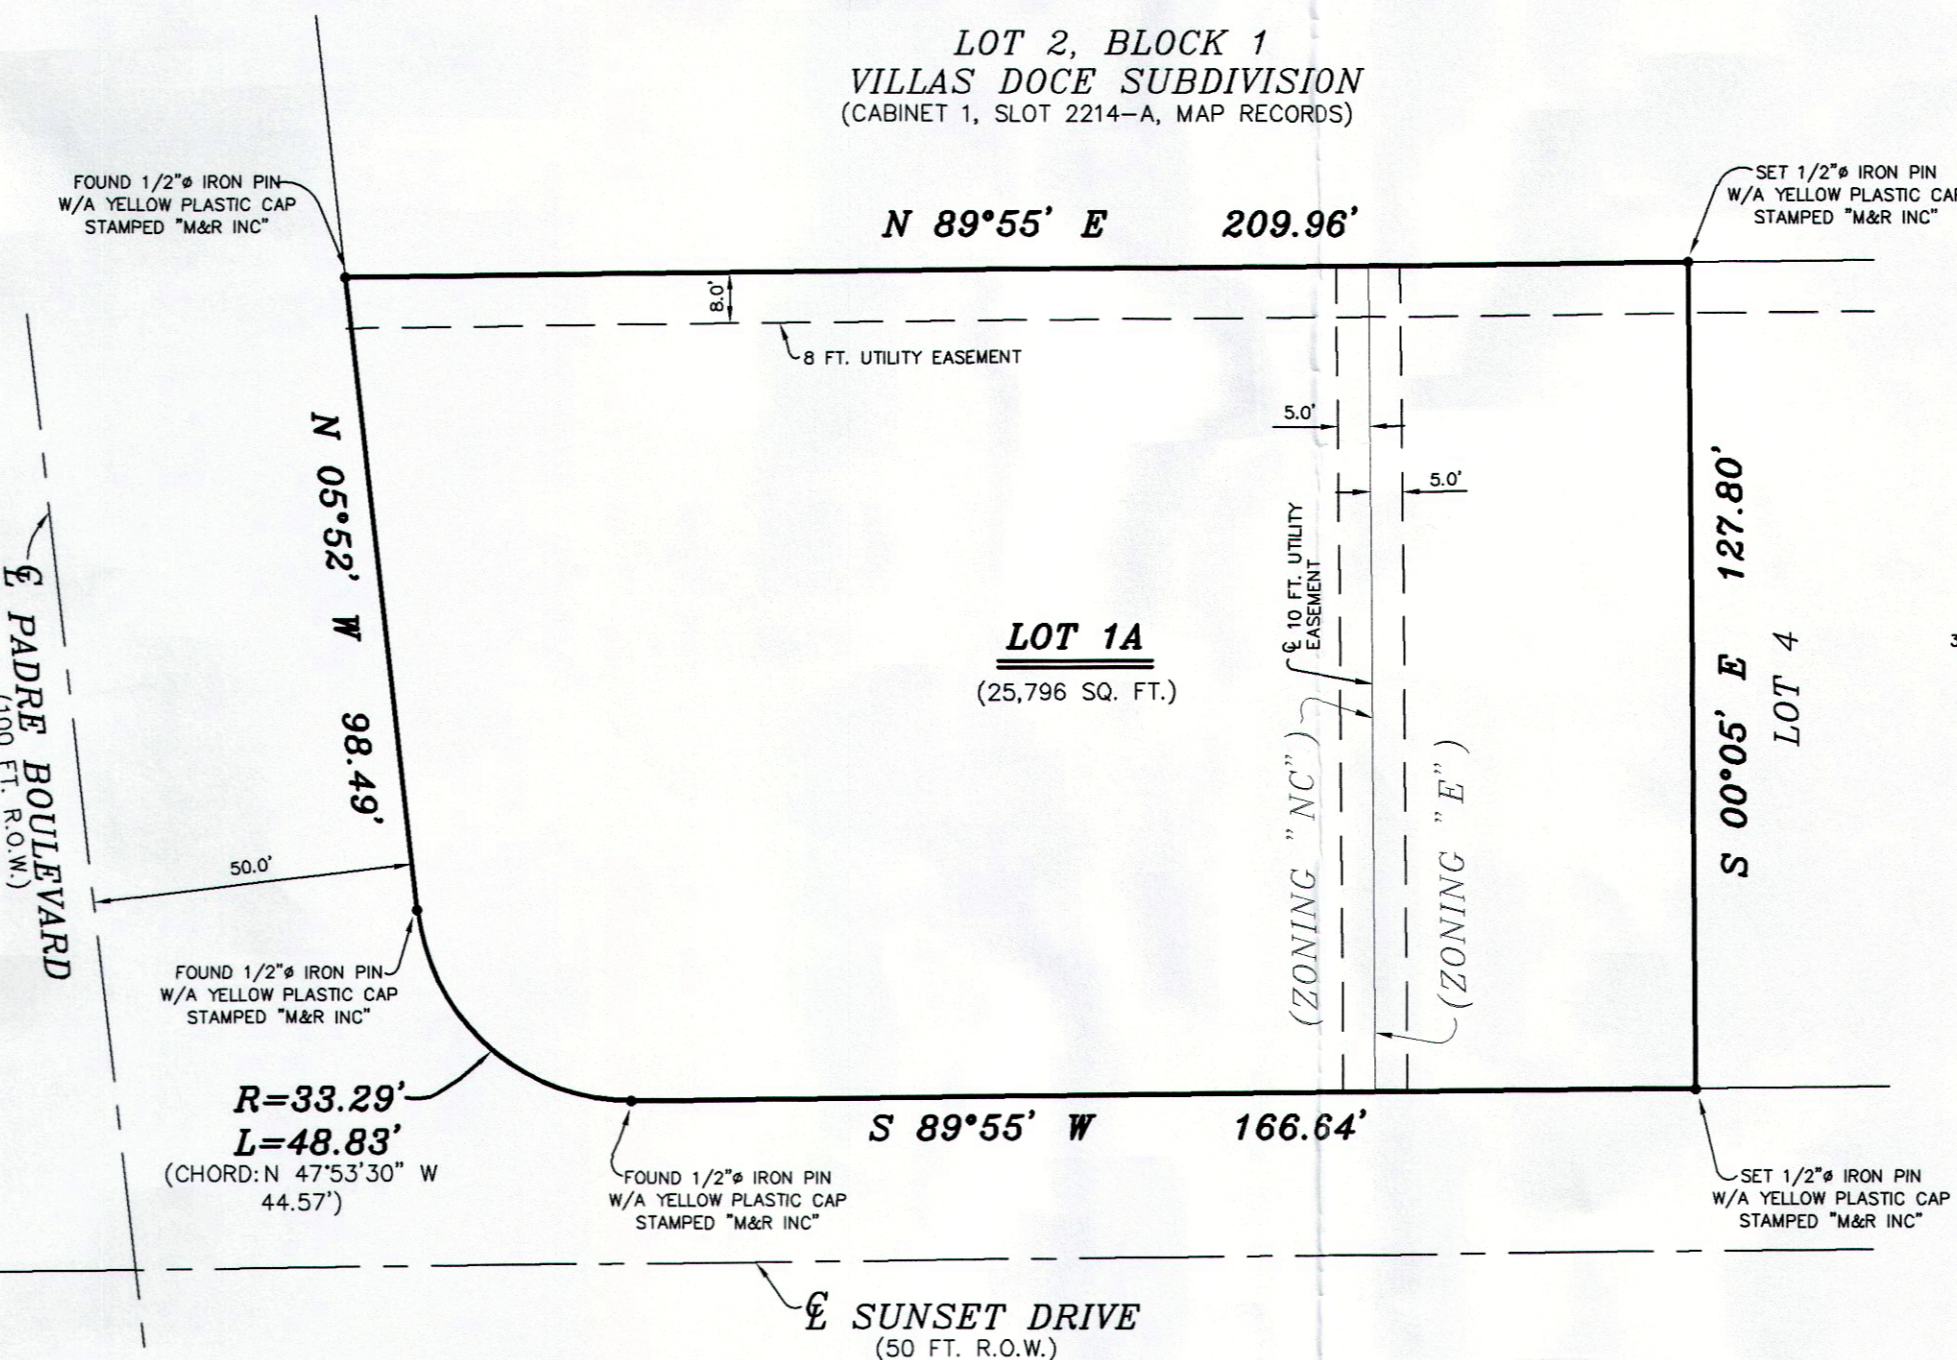 LOT 2, BLOCK 1
VILLAS DOCE SUBDIVISION
(CABINET 1, SLOT 2214-A, MAP RECORDS)
FOUND 1/2"ø IRON PIN
W/A YELLOW PLASTIC CAP
STAMPED "M&R INC"
N 89°55' E 209.96'
SET 1/2"ø IRON PIN
W/A YELLOW PLASTIC CAP
STAMPED "M&R INC"
8.0'
8 FT. UTILITY EASEMENT
5.0'
5.0'
N 05°52' W 98.49'
℄ 10 FT. UTILITY
EASEMENT
S 00°05' E 127.80'
LOT 4
LOT 1A
(25,796 SQ. FT.)
(ZONING "NC")
(ZONING "E")
℄ PADRE BOULEVARD
(100 FT. R.O.W.)
50.0'
FOUND 1/2"ø IRON PIN
W/A YELLOW PLASTIC CAP
STAMPED "M&R INC"
R=33.29'
L=48.83'
(CHORD: N 47°53'30" W
44.57')
S 89°55' W 166.64'
FOUND 1/2"ø IRON PIN
W/A YELLOW PLASTIC CAP
STAMPED "M&R INC"
SET 1/2"ø IRON PIN
W/A YELLOW PLASTIC CAP
STAMPED "M&R INC"
℄ SUNSET DRIVE
(50 FT. R.O.W.)